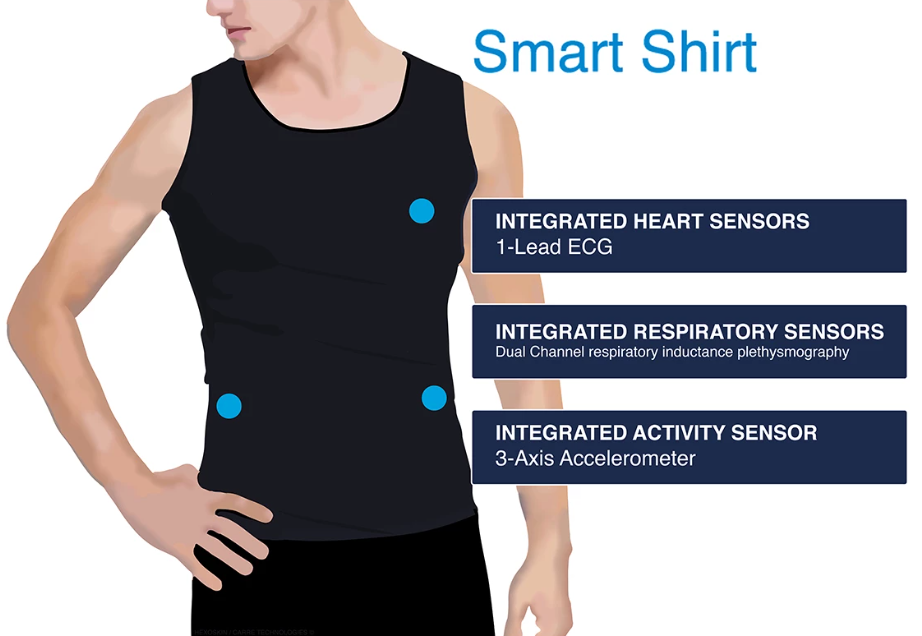 Smart Shirt
INTEGRATED HEART SENSORS
1-Lead ECG
INTEGRATED RESPIRATORY SENSORS
Dual Channel respiratory inductance plethysmography
INTEGRATED ACTIVITY SENSOR
3-Axis Accelerometer